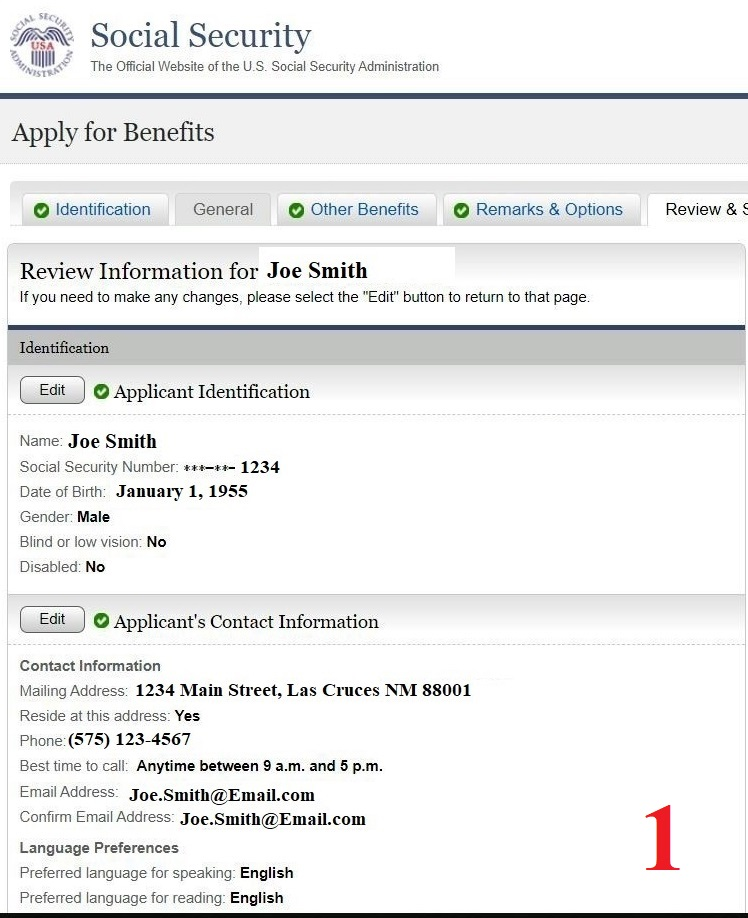 SOCIAL SECURITY ADMINISTRATION
USA
Social Security
The Official Website of the U.S. Social Security Administration
Apply for Benefits
Identification General Other Benefits Remarks & Options Review & S
Review Information for Joe Smith
If you need to make any changes, please select the "Edit" button to return to that page.
Identification
Edit Applicant Identification
Name: Joe Smith
Social Security Number: ***-**- 1234
Date of Birth: January 1, 1955
Gender: Male
Blind or low vision: No
Disabled: No
Edit Applicant's Contact Information
Contact Information
Mailing Address: 1234 Main Street, Las Cruces NM 88001
Reside at this address: Yes
Phone: (575) 123-4567
Best time to call: Anytime between 9 a.m. and 5 p.m.
Email Address: Joe.Smith@Email.com
Confirm Email Address: Joe.Smith@Email.com
Language Preferences
Preferred language for speaking: English
Preferred language for reading: English
1